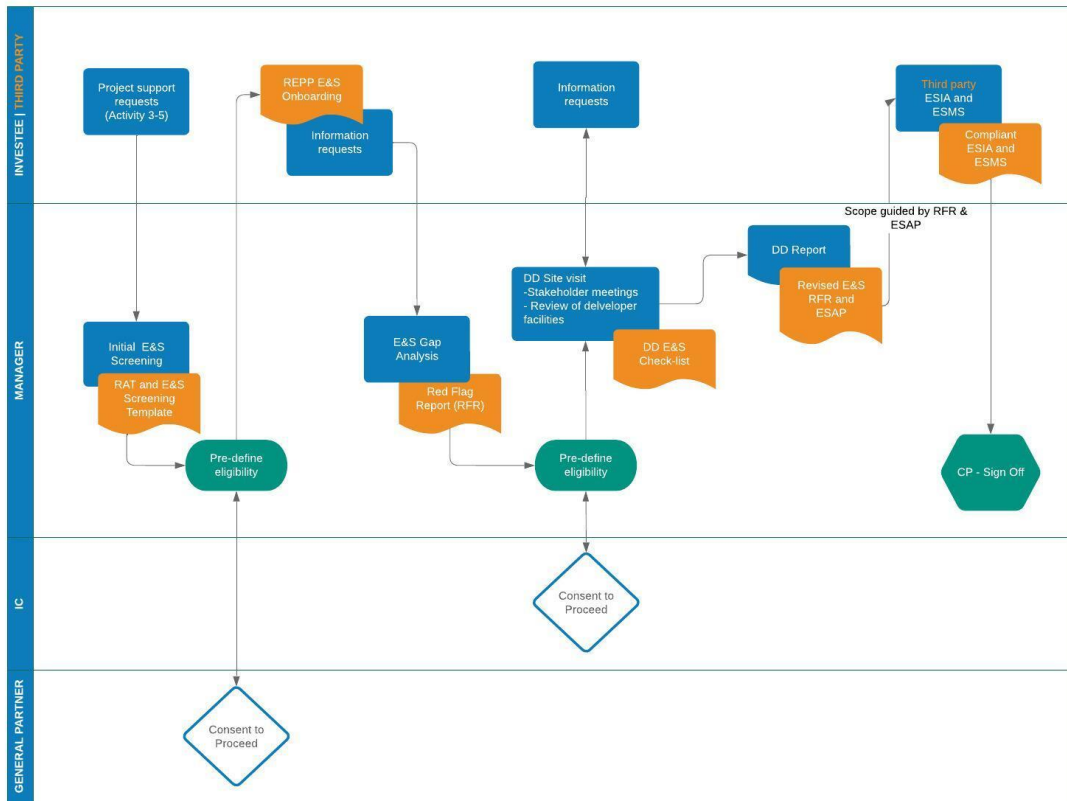 INVESTEE | THIRD PARTY
Project support
requests
(Activity 3-5)
REPP E&S
Onboarding
Information
requests
Information
requests
Third party
ESIA and
ESMS
Compliant
ESIA and
ESMS
Scope guided by RFR &
ESAP
MANAGER
Initial E&S
Screening
RAT and E&S
Screening
Template
Pre-define
eligibility
E&S Gap
Analysis
Red Flag
Report (RFR)
DD Site visit
-Stakeholder meetings
- Review of delveloper
facilities
DD E&S
Check-list
Pre-define
eligibility
DD Report
Revised E&S
RFR and
ESAP
CP - Sign Off
IC
Consent to
Proceed
GENERAL PARTNER
Consent to
Proceed